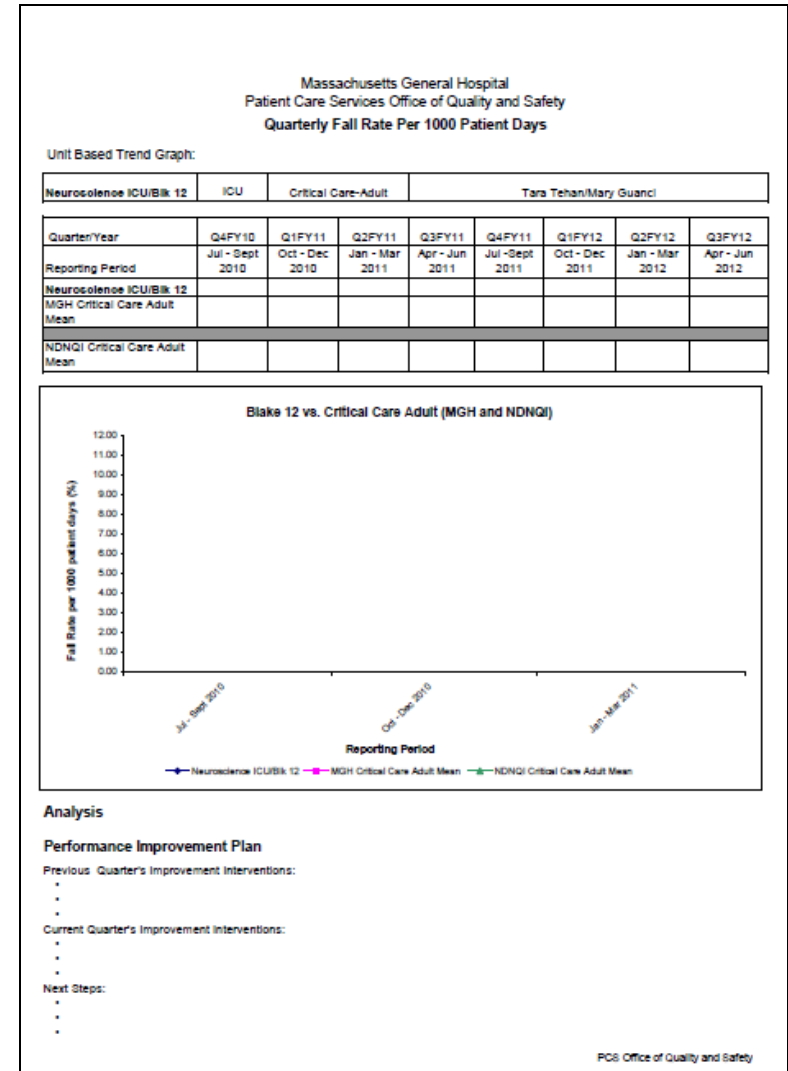 Massachusetts General Hospital
Patient Care Services Office of Quality and Safety
Quarterly Fall Rate Per 1000 Patient Days
Unit Based Trend Graph:
Neuroscience ICU/Blk 12 ICU Critical Care-Adult Tara Tehan/Mary Guanci
Quarter/Year Q4FY10 Q1FY11 Q2FY11 Q3FY11 Q4FY11 Q1FY12 Q2FY12 Q3FY12
Reporting Period Jul - Sept 2010 Oct - Dec 2010 Jan - Mar 2011 Apr - Jun 2011 Jul -Sept 2011 Oct - Dec 2011 Jan - Mar 2012 Apr - Jun 2012
Neuroscience ICU/Blk 12
MGH Critical Care Adult
Mean
NDNQI Critical Care Adult
Mean
Blake 12 vs. Critical Care Adult (MGH and NDNQI)
Fall Rate per 1000 patient days (%)
12.00
11.00
10.00
9.00
8.00
7.00
6.00
5.00
4.00
3.00
2.00
1.00
0.00
Jul - Sept 2010 Oct - Dec 2010 Jan - Mar 2011
Reporting Period
Neuroscience ICU/Blk 12 MGH Critical Care Adult Mean NDNQI Critical Care Adult Mean
Analysis
Performance Improvement Plan
Previous Quarter's Improvement Interventions:
•
•
•
Current Quarter's Improvement Interventions:
•
•
•
Next Steps:
•
•
•
PCS Office of Quality and Safety